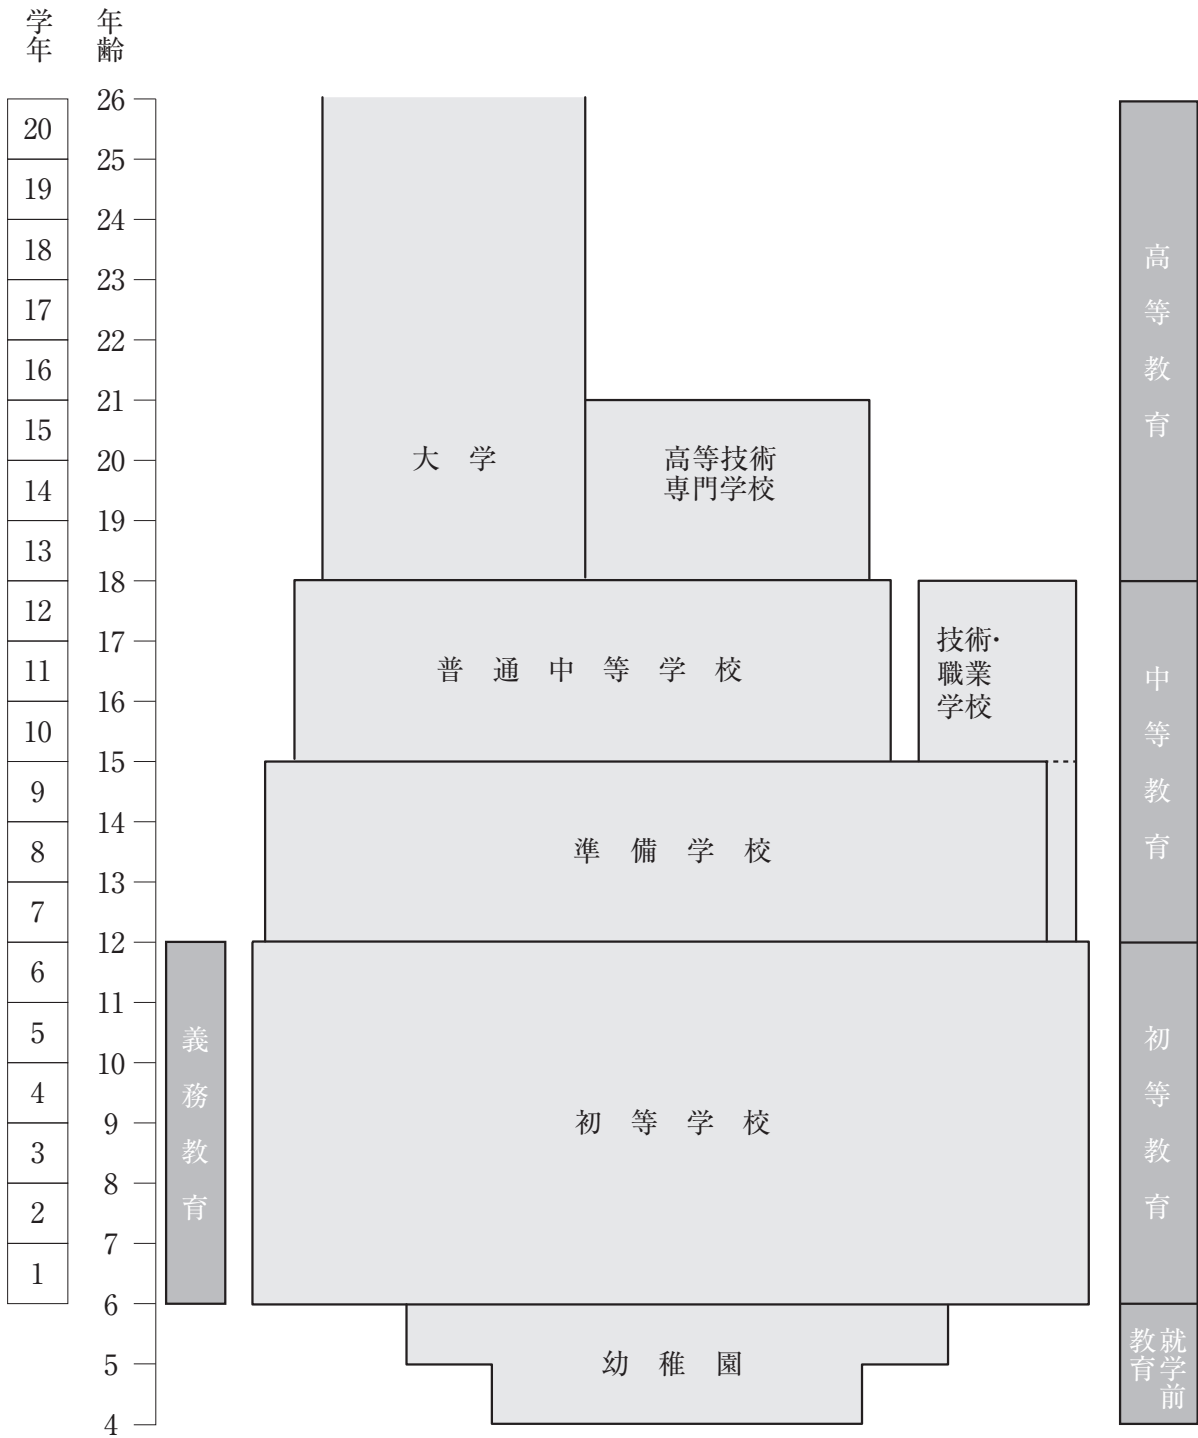 学年
年齢
26
20
25
19
24
18
23
17
22
16
21
15
20
14
19
13
18
12
17
11
16
10
15
9
14
8
13
7
12
6
11
5
10
4
9
3
8
2
7
1
6
5
4
義務教育
大学
高等技術
専門学校
普通中等学校
技術・
職業
学校
準備学校
初等学校
幼稚園
高等教育
中等教育
初等教育
就学前
教育